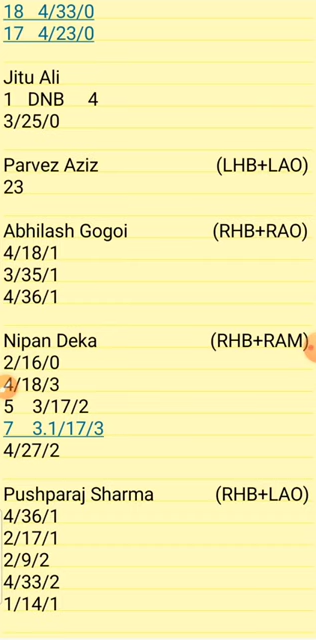 18 4/33/0
17 4/23/0
Jitu Ali
1 DNB 4
3/25/0
Parvez Aziz (LHB+LAO)
23
Abhilash Gogoi (RHB+RAO)
4/18/1
3/35/1
4/36/1
Nipan Deka (RHB+RAM)
2/16/0
4/18/3
5 3/17/2
7 3.1/17/3
4/27/2
Pushparaj Sharma (RHB+LAO)
4/36/1
2/17/1
2/9/2
4/33/2
1/14/1